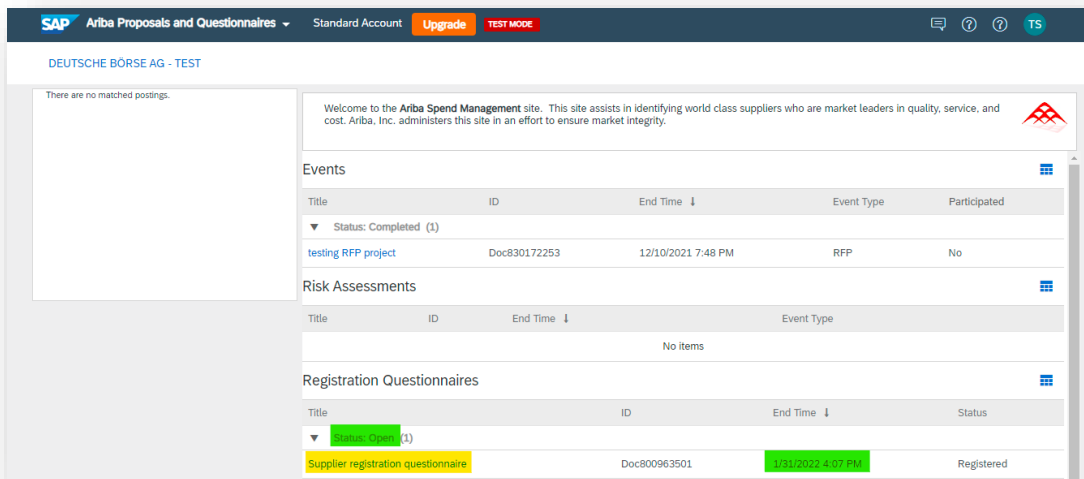 SAP Ariba Proposals and Questionnaires Standard Account Upgrade TEST MODE TS
DEUTSCHE BÖRSE AG - TEST
There are no matched postings.
Welcome to the Ariba Spend Management site. This site assists in identifying world class suppliers who are market leaders in quality, service, and
cost. Ariba, Inc. administers this site in an effort to ensure market integrity.
Events
Title ID End Time ↓ Event Type Participated
▼ Status: Completed (1)
testing RFP project Doc830172253 12/10/2021 7:48 PM RFP No
Risk Assessments
Title ID End Time ↓ Event Type
No items
Registration Questionnaires
Title ID End Time ↓ Status
▼ Status: Open (1)
Supplier registration questionnaire Doc800963501 1/31/2022 4:07 PM Registered